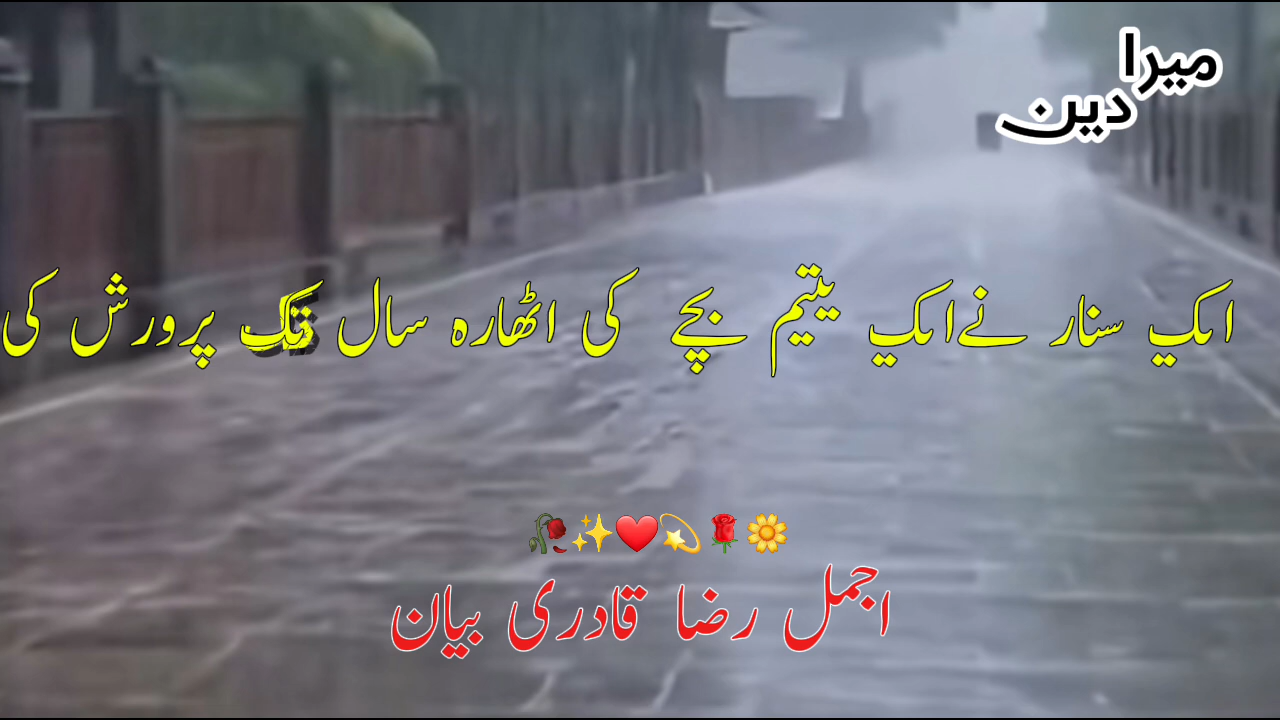 میرا
دین
ایک سنار نے ایک یتیم بچے کی اٹھارہ سال تک پرورش کی
🥀✨❤️💫🌹🌼
اجمل رضا قادری بیان